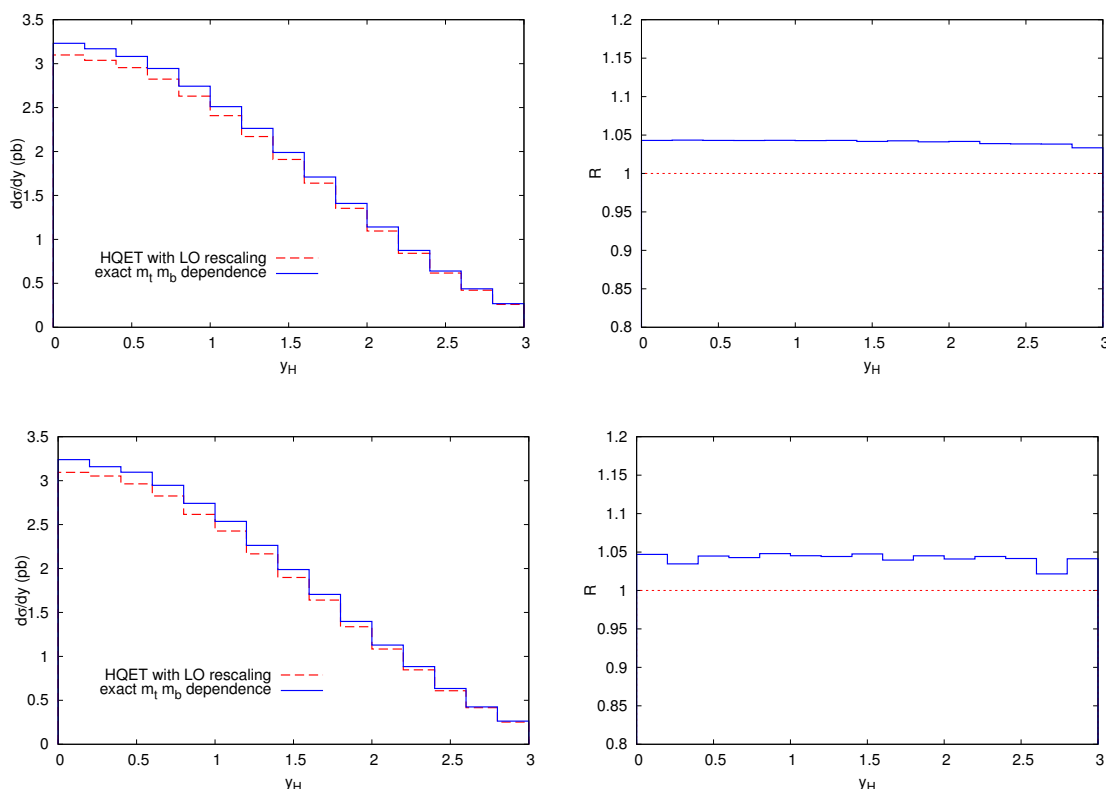 3.5
3
2.5
2
1.5
1
0.5
0
dσ/dy (pb)
HQET with LO rescaling
exact m_t m_b dependence
0 0.5 1 1.5 2 2.5 3
y_H
1.2
1.15
1.1
1.05
1
0.95
0.9
0.85
0.8
R
0 0.5 1 1.5 2 2.5 3
y_H
3.5
3
2.5
2
1.5
1
0.5
0
dσ/dy (pb)
HQET with LO rescaling
exact m_t m_b dependence
0 0.5 1 1.5 2 2.5 3
y_H
1.2
1.15
1.1
1.05
1
0.95
0.9
0.85
0.8
R
0 0.5 1 1.5 2 2.5 3
y_H